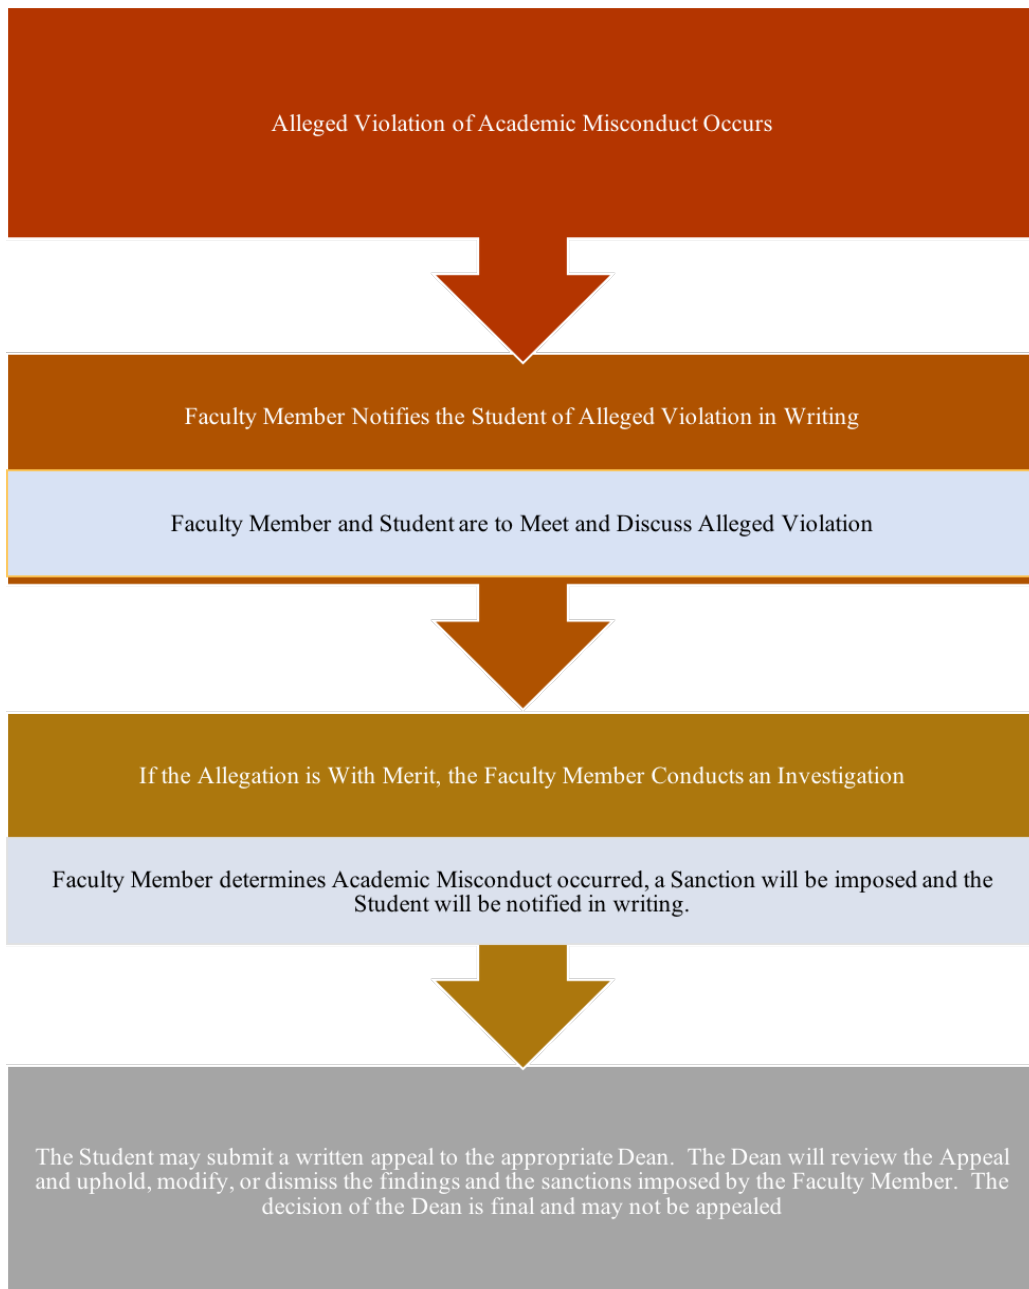 Alleged Violation of Academic Misconduct Occurs
Faculty Member Notifies the Student of Alleged Violation in Writing
Faculty Member and Student are to Meet and Discuss Alleged Violation
If the Allegation is With Merit, the Faculty Member Conducts an Investigation
Faculty Member determines Academic Misconduct occurred, a Sanction will be imposed and the
Student will be notified in writing.
The Student may submit a written appeal to the appropriate Dean.  The Dean will review the Appeal
and uphold, modify, or dismiss the findings and the sanctions imposed by the Faculty Member.  The
decision of the Dean is final and may not be appealed